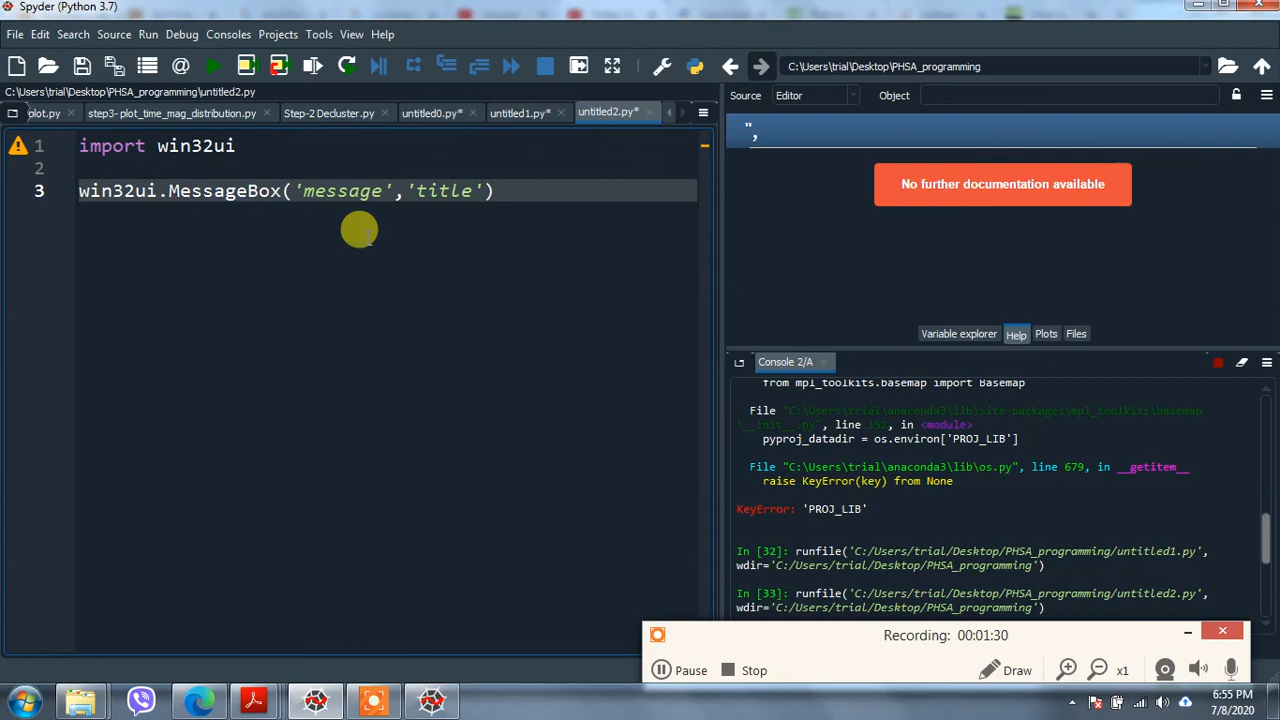 Spyder (Python 3.7)
File Edit Search Source Run Debug Consoles Projects Tools View Help
C:\Users\trial\Desktop\PHSA_programming
C:\Users\trial\Desktop\PHSA_programming\untitled2.py
plot.py step3- plot_time_mag_distribution.py Step-2 Decluster.py untitled0.py* untitled1.py* untitled2.py*
Source Editor Object
1 import win32ui
2
3 win32ui.MessageBox('message','title')
",
No further documentation available
Variable explorer Help Plots Files
Console 2/A
from mpl_toolkits.basemap import Basemap
File "C:\Users\trial\anaconda3\lib\site-packages\mpl_toolkits\basemap
\__init__.py", line 152, in <module>
pyproj_datadir = os.environ['PROJ_LIB']
File "C:\Users\trial\anaconda3\lib\os.py", line 679, in __getitem__
raise KeyError(key) from None
KeyError: 'PROJ_LIB'
In [32]: runfile('C:/Users/trial/Desktop/PHSA_programming/untitled1.py',
wdir='C:/Users/trial/Desktop/PHSA_programming')
In [33]: runfile('C:/Users/trial/Desktop/PHSA_programming/untitled2.py',
wdir='C:/Users/trial/Desktop/PHSA_programming')
Recording: 00:01:30
Pause Stop Draw x1
6:55 PM
7/8/2020